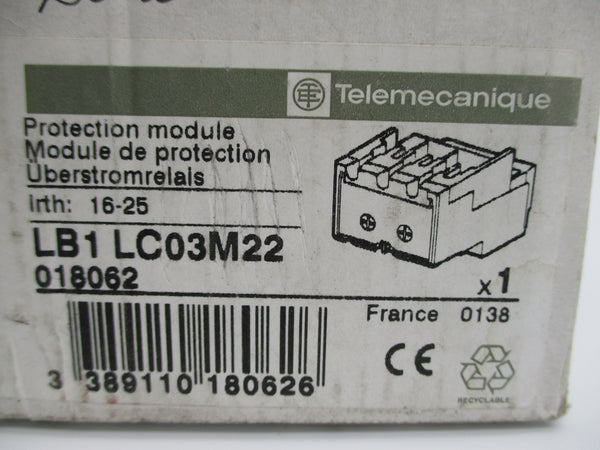 Telemecanique
Protection module
Module de protection
Überstromrelais
irth: 16-25
LB1 LC03M22
018062
x1
France 0138
3 389110 180626
CE
RECYCLABLE